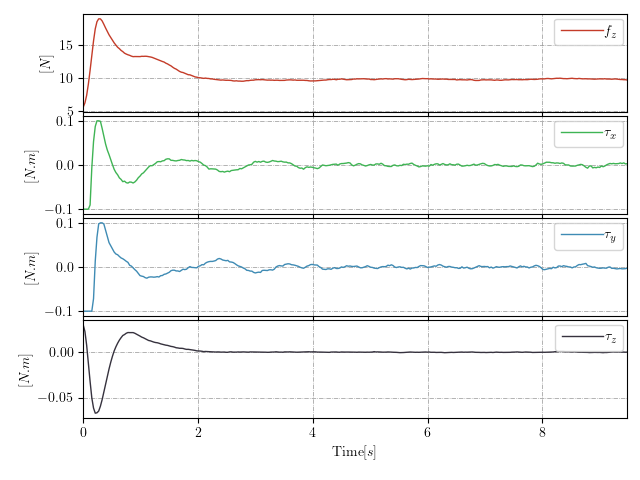 f_z
15
10
5
[N]
τ_x
0.1
0.0
−0.1
[N.m]
τ_y
0.1
0.0
−0.1
[N.m]
τ_z
0.00
−0.05
[N.m]
0 2 4 6 8
Time[s]